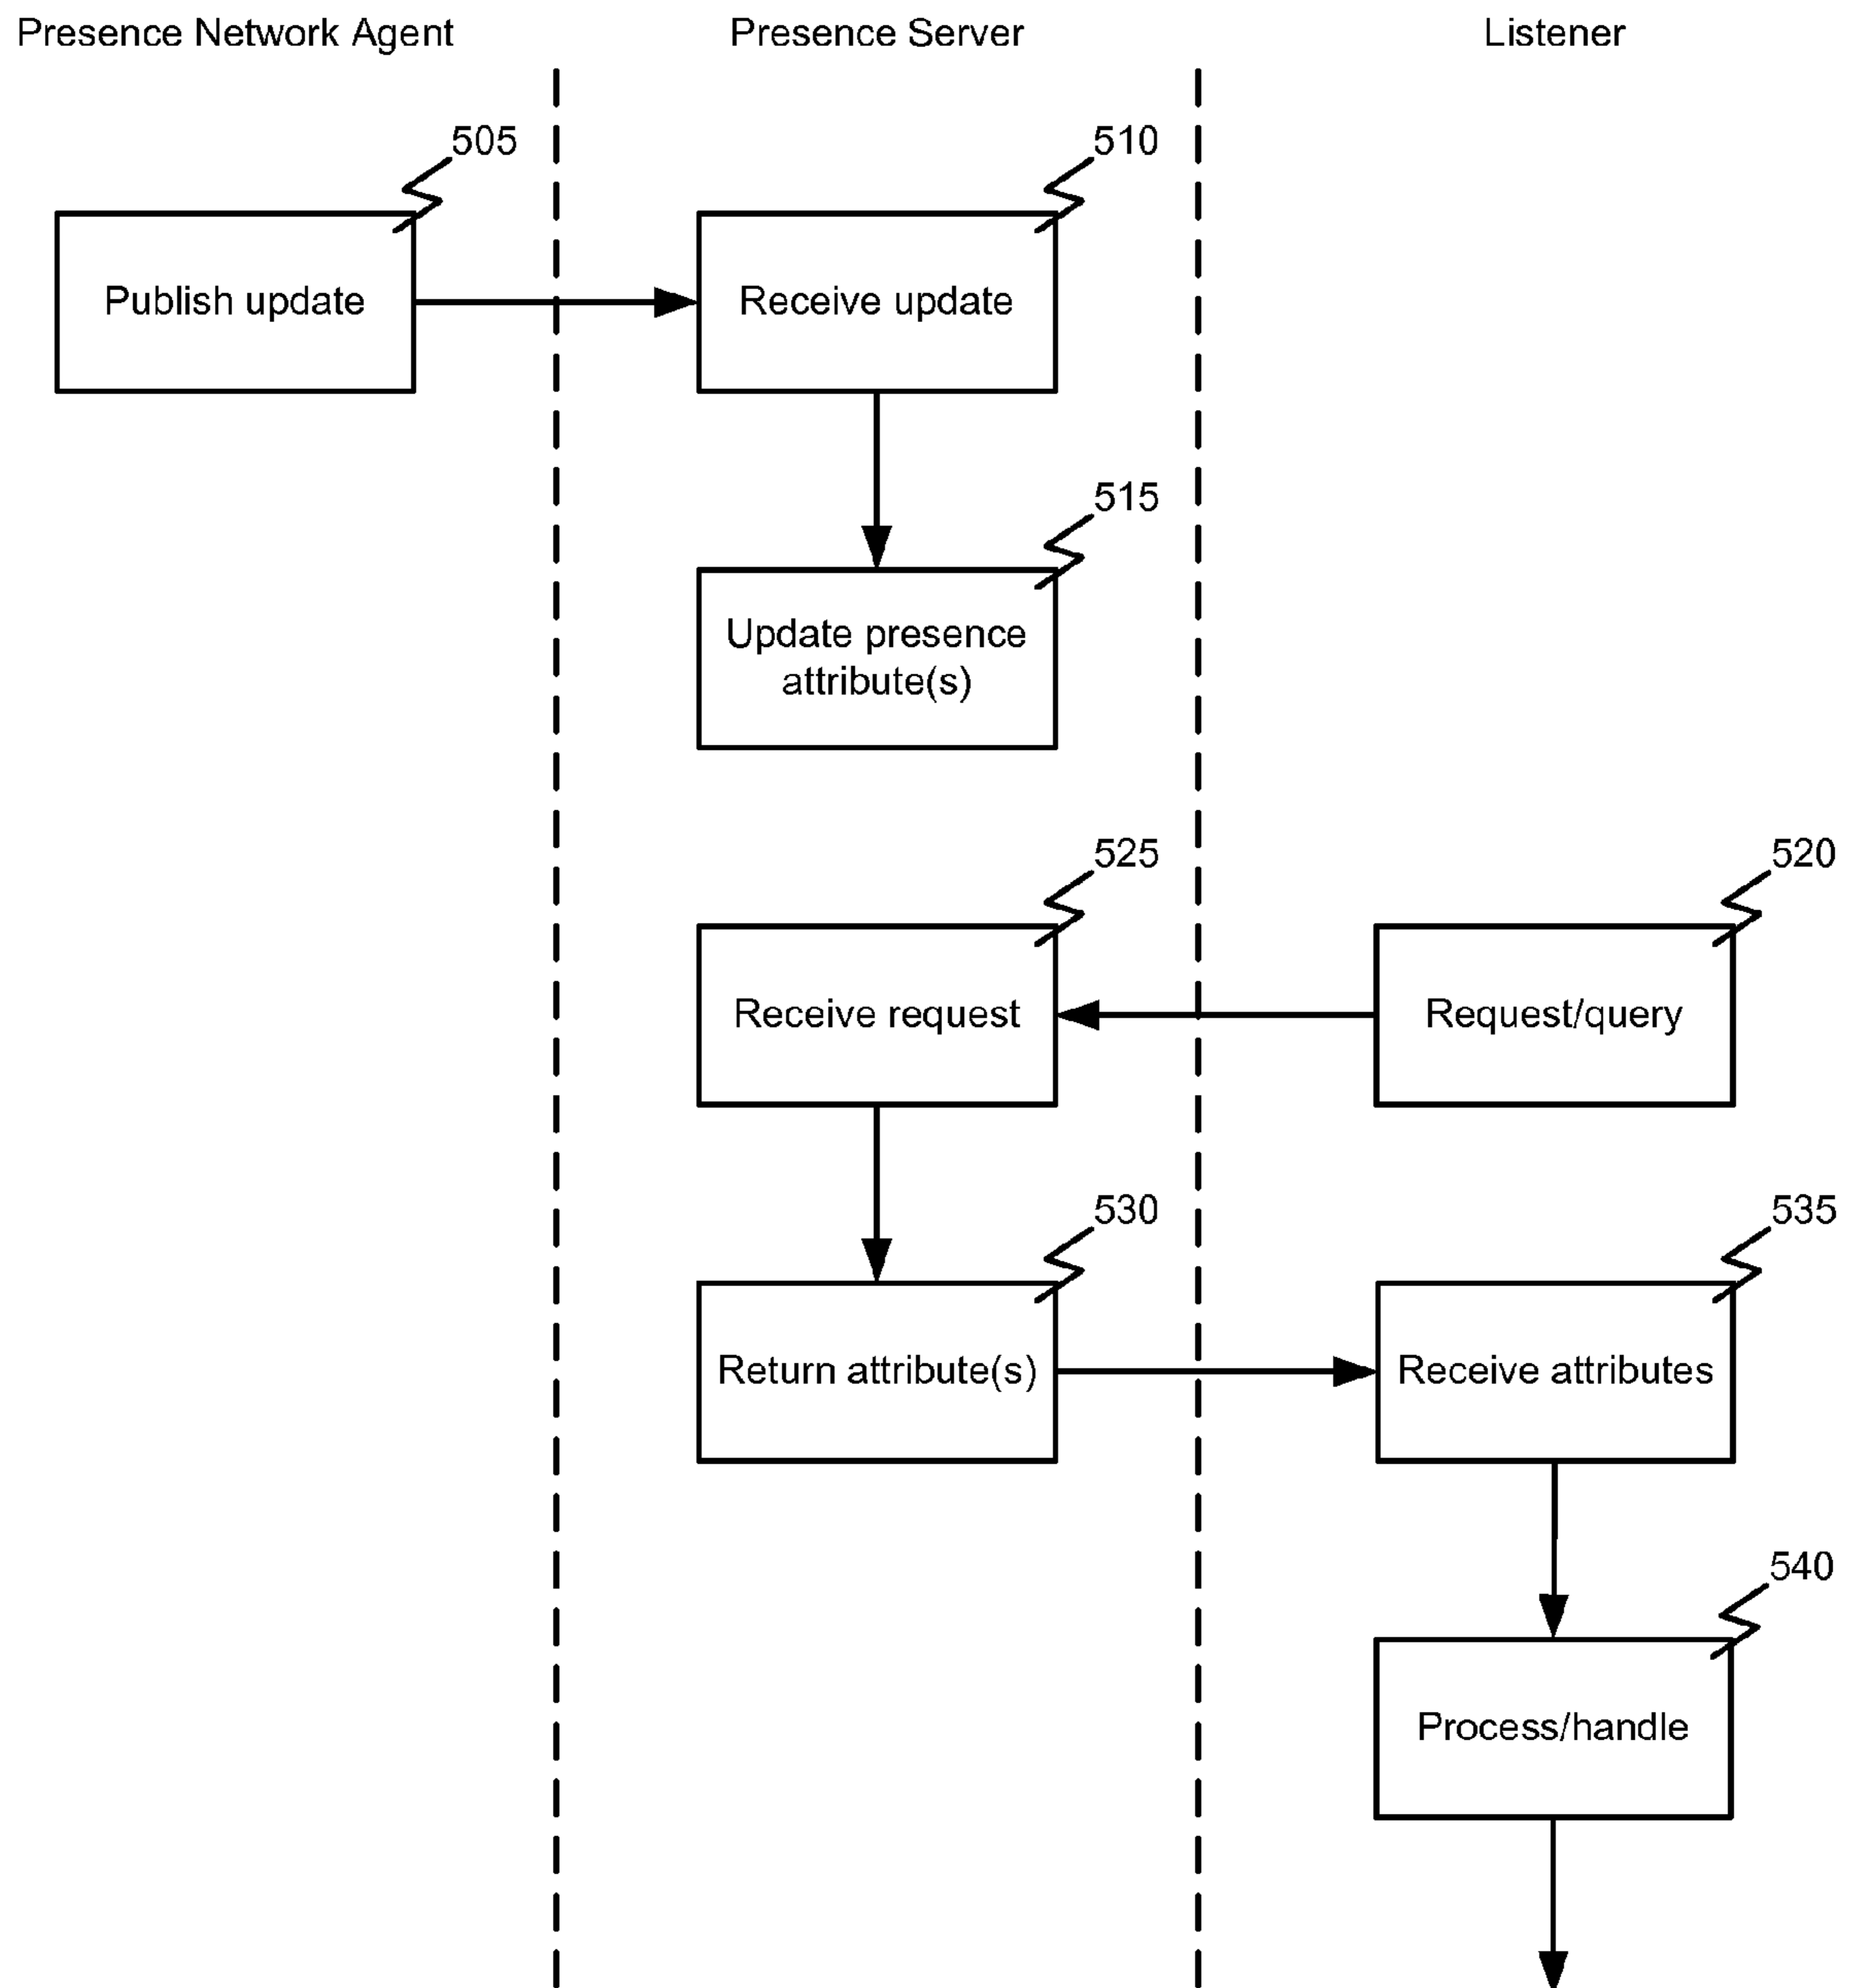 Presence Network Agent
Presence Server
Listener
505
510
Publish update
Receive update
515
Update presence
attribute(s)
525
520
Receive request
Request/query
530
535
Return attribute(s)
Receive attributes
540
Process/handle